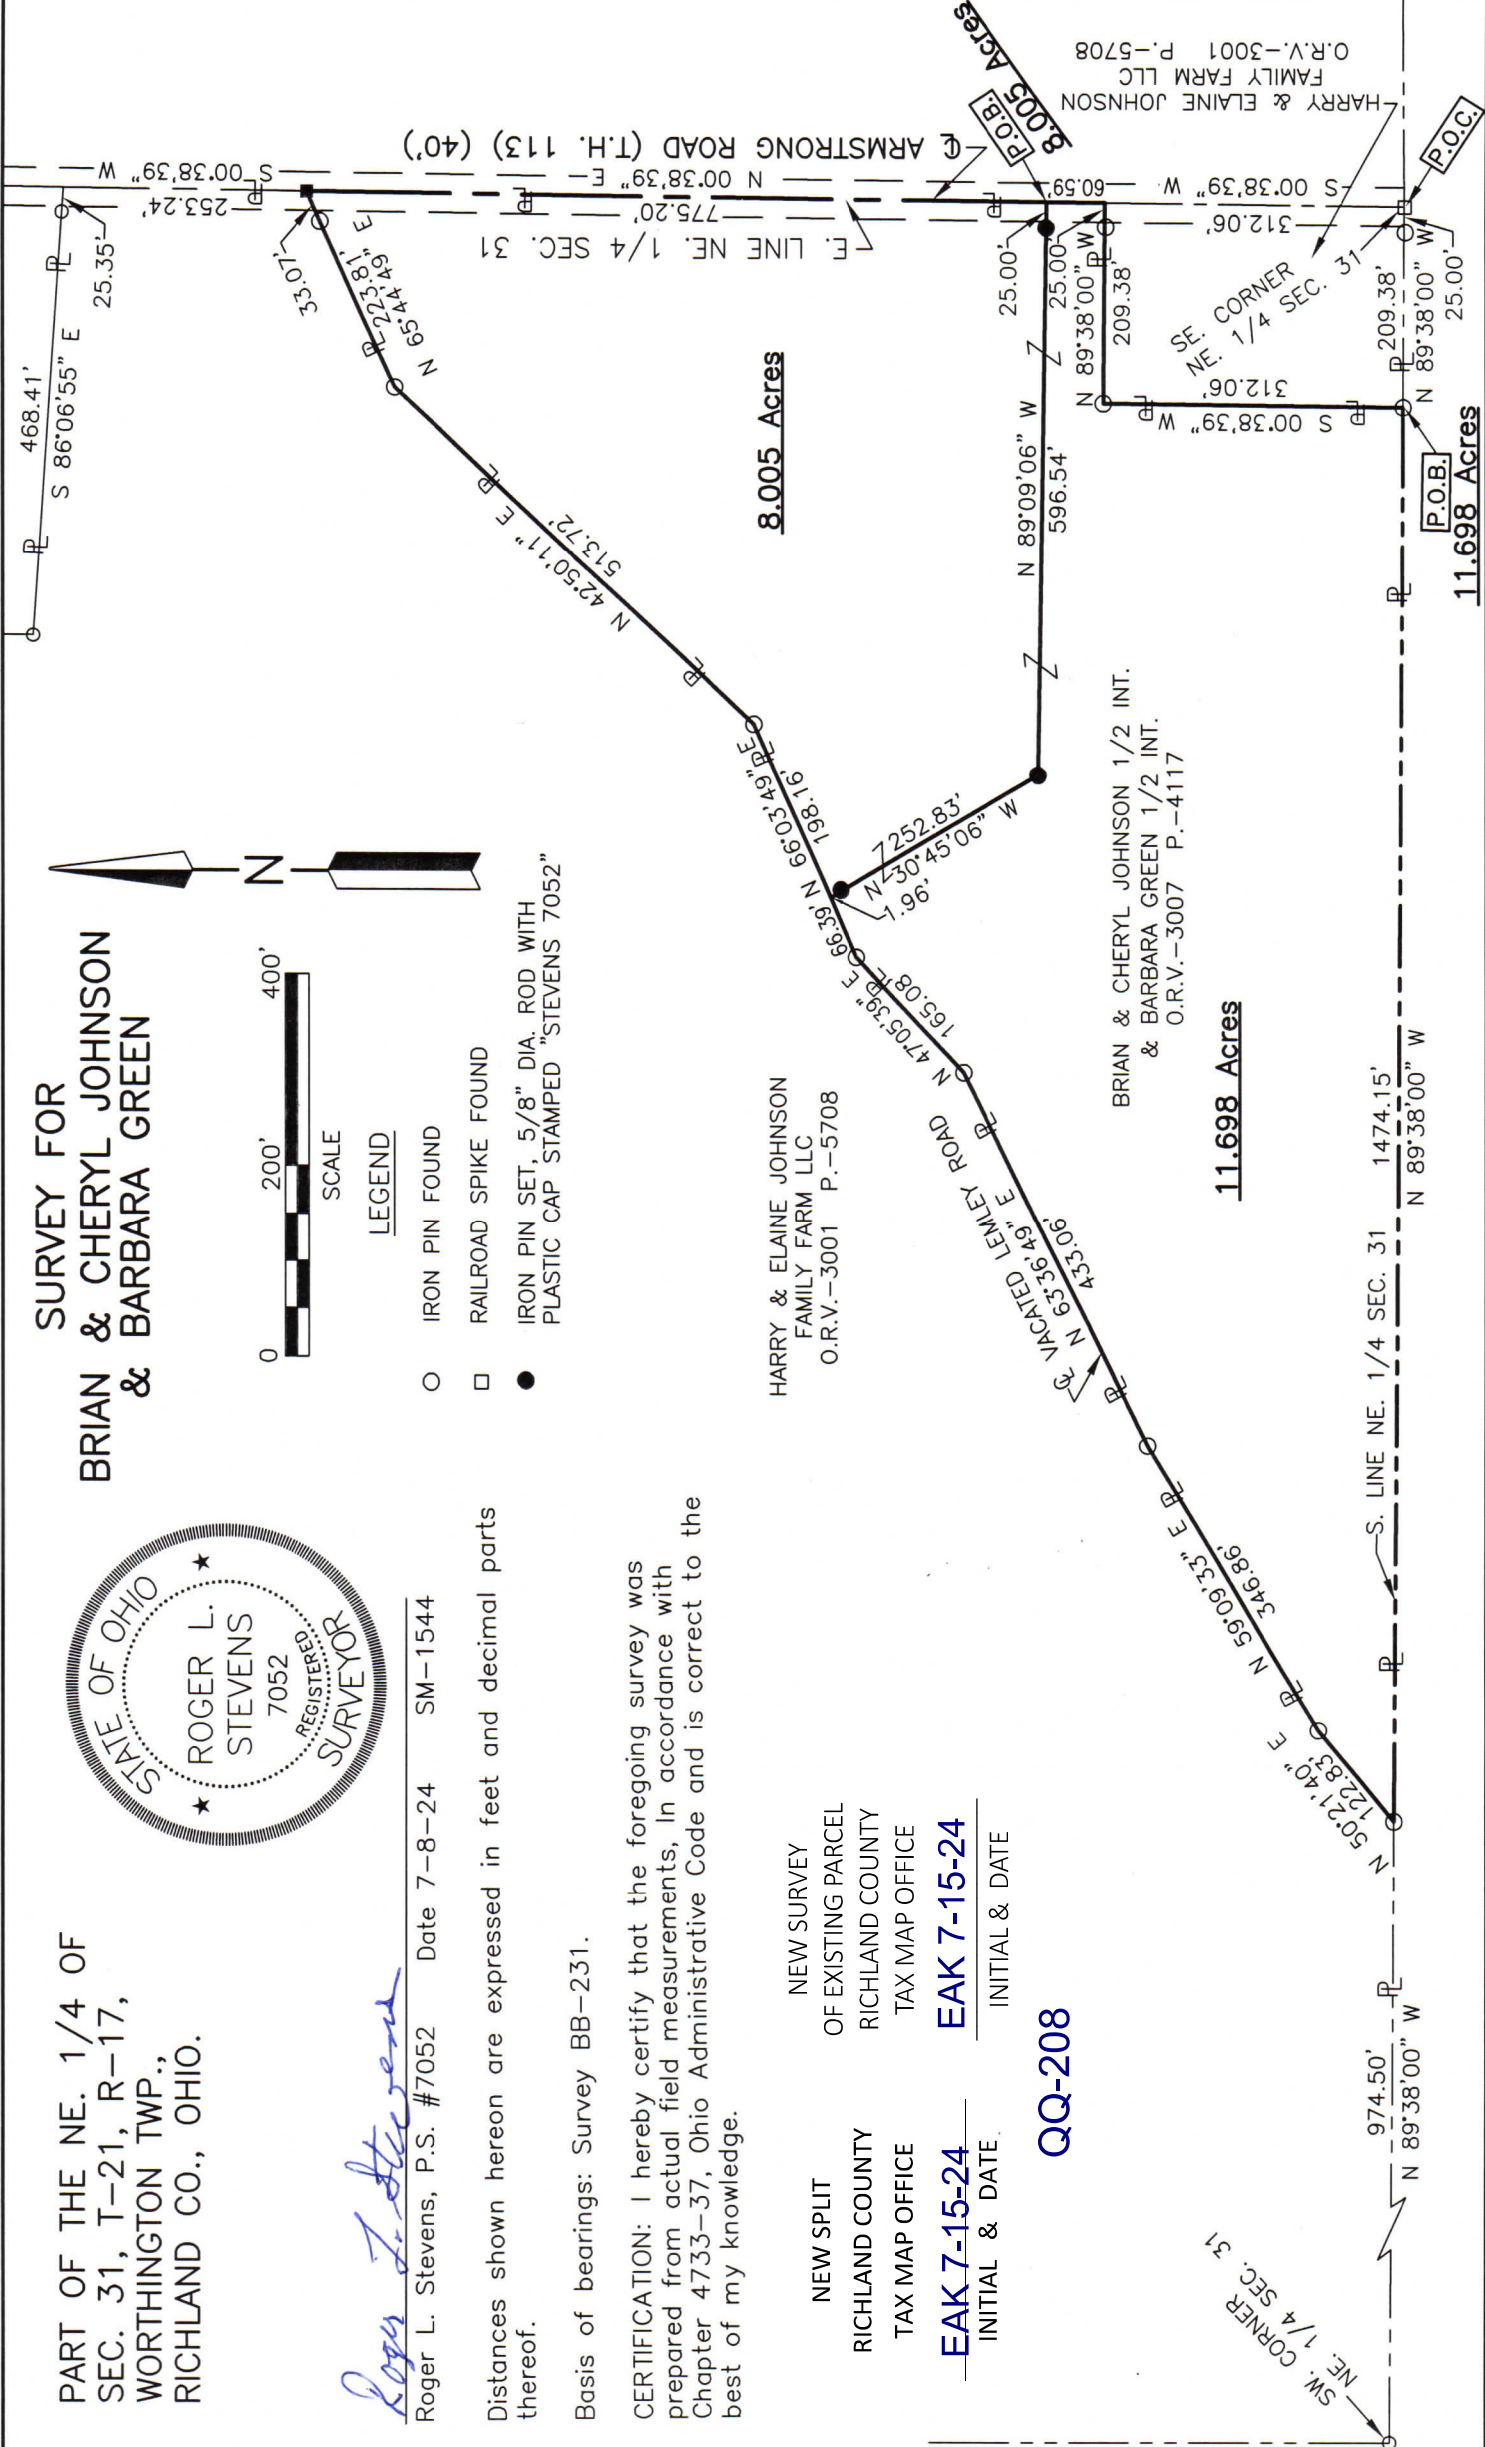 PART OF THE NE. 1/4 OF
SEC. 31, T-21, R-17,
WORTHINGTON TWP.,
RICHLAND CO., OHIO.
STATE OF OHIO
ROGER L.
STEVENS
7052
REGISTERED
SURVEYOR
SURVEY FOR
BRIAN & CHERYL JOHNSON
& BARBARA GREEN
Roger L. Stevens
Roger L. Stevens, P.S. #7052 Date 7-8-24 SM-1544
Distances shown hereon are expressed in feet and decimal parts
thereof.
Basis of bearings: Survey BB-231.
CERTIFICATION: I hereby certify that the foregoing survey was
prepared from actual field measurements, In accordance with
Chapter 4733-37, Ohio Administrative Code and is correct to the
best of my knowledge.
0 200' 400'
SCALE
LEGEND
IRON PIN FOUND
RAILROAD SPIKE FOUND
IRON PIN SET, 5/8" DIA. ROD WITH
PLASTIC CAP STAMPED "STEVENS 7052"
N
NEW SPLIT
RICHLAND COUNTY
TAX MAP OFFICE
EAK 7-15-24
INITIAL & DATE
NEW SURVEY
OF EXISTING PARCEL
RICHLAND COUNTY
TAX MAP OFFICE
EAK 7-15-24
INITIAL & DATE
QQ-208
HARRY & ELAINE JOHNSON
FAMILY FARM LLC
O.R.V.-3001 P.-5708
468.41'
S 86°06'55" E
25.35'
S 00°38'39" W
253.24'
33.07'
223.81'
N 65°44'49" E
N 42°50'11" E
513.72'
N 66°03'49" E
198.16'
66.39'
1.96'
252.83'
N 30°45'06" W
N 47°05'39" E
165.08'
℄ VACATED LEMLEY ROAD
N 63°36'49" E
433.06'
N 59°09'33" E
346.86'
N 50°21'40" E
122.83'
℄ ARMSTRONG ROAD (T.H. 113) (40')
N 00°38'39" E
775.20'
E. LINE NE. 1/4 SEC. 31
8.005 Acres
P.O.B.
8.005 Acres
25.00'
N 89°09'06" W
596.54'
60.59'
25.00'
N 89°38'00" W
209.38'
S 00°38'39" W
312.06'
S 00°38'39" W
312.06'
HARRY & ELAINE JOHNSON
FAMILY FARM LLC
O.R.V.-3001 P.-5708
SE. CORNER
NE. 1/4 SEC. 31
P.O.C.
209.38'
N 89°38'00" W
25.00'
P.O.B.
11.698 Acres
BRIAN & CHERYL JOHNSON 1/2 INT.
& BARBARA GREEN 1/2 INT.
O.R.V.-3007 P.-4117
11.698 Acres
S. LINE NE. 1/4 SEC. 31
1474.15'
N 89°38'00" W
974.50'
N 89°38'00" W
SW. CORNER
NE. 1/4 SEC. 31